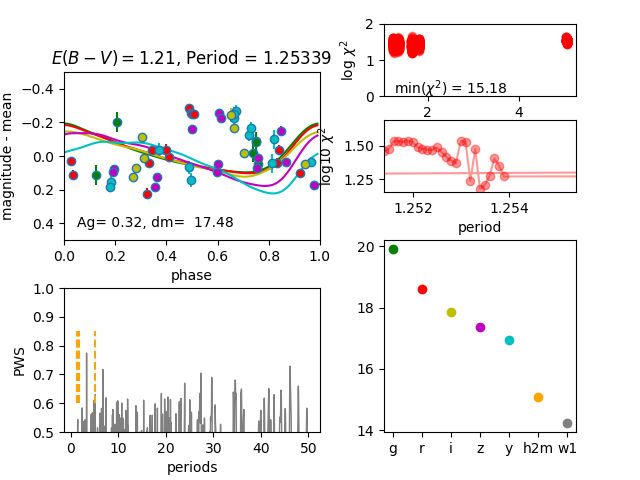 E(B − V) = 1.21, Period = 1.25339
−0.4
−0.2
0.0
0.2
0.4
magnitude - mean
Ag= 0.32, dm=  17.48
0.0 0.2 0.4 0.6 0.8 1.0
phase
2
1
0
log χ²
min(χ²) = 15.18
2 4
1.50
1.25
log10 χ²
1.252 1.254
period
1.0
0.9
0.8
0.7
0.6
0.5
PWS
0 10 20 30 40 50
periods
20
18
16
14
g r i z y h2m w1